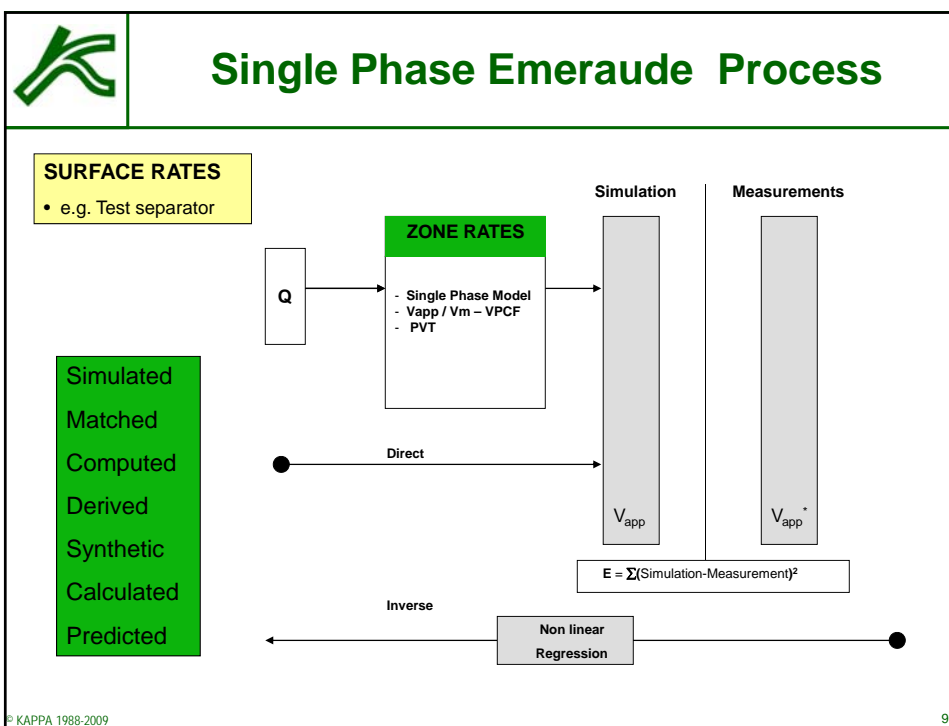 Single Phase Emeraude Process
SURFACE RATES
• e.g. Test separator
Simulation
Measurements
ZONE RATES
Q
- Single Phase Model
- Vapp / Vm – VPCF
- PVT
Simulated
Matched
Computed
Derived
Synthetic
Calculated
Predicted
Direct
Vapp
Vapp*
E = Σ(Simulation-Measurement)²
Inverse
Non linear
Regression
© KAPPA 1988-2009
9